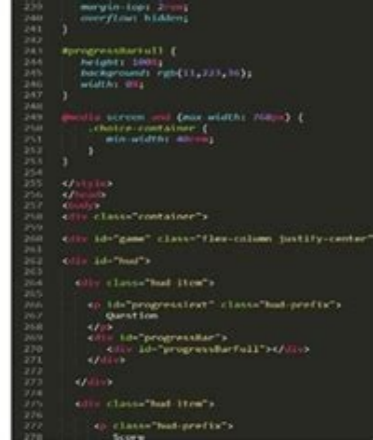 239 margin-top: 2rem;
240 overflow: hidden;
241 }
242
243 #progressBarFull {
244 height: 100%;
245 background: rgb(11,223,36);
246 width: 0%;
247 }
248
249 @media screen and (max-width: 768px) {
250 .choice-container {
251 min-width: 40rem;
252 }
253 }
254
255 </style>
256 </head>
257 <body>
258 <div class="container">
259
260 <div id="game" class="flex-column justify-center"
261
262 <div id="hud">
263
264 <div class="hud item">
265
266 <p id="progressText" class="hud-prefix">
267 Question
268 </p>
269 <div id="progressBar">
270 <div id="progressBarFull"></div>
271 </div>
272
273 </div>
274
275 <div class="hud item">
276
277 <p class="hud-prefix">
278 Score